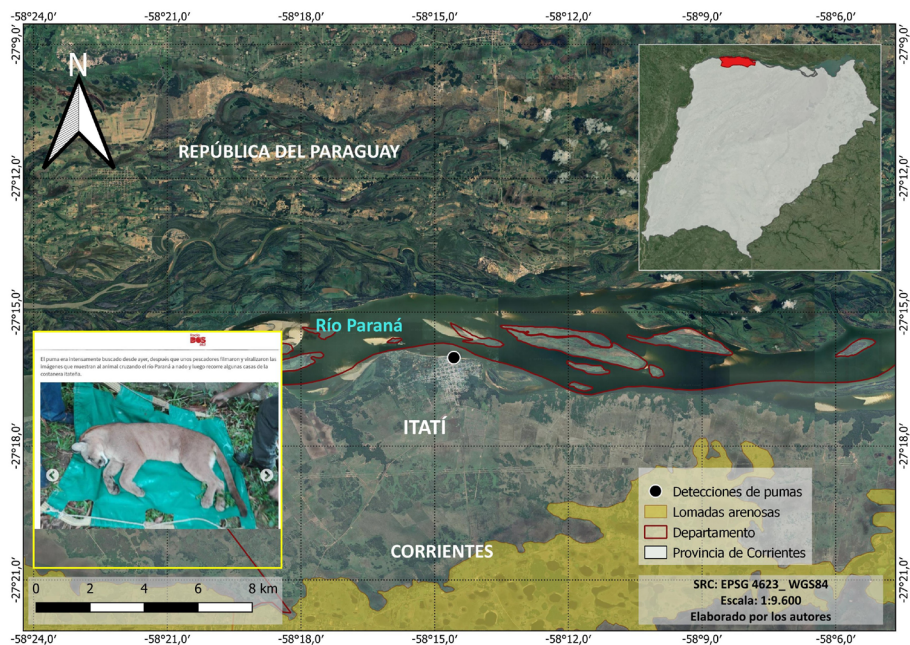 -58°24,0′ -58°21,0′ -58°18,0′ -58°15,0′ -58°12,0′ -58°9,0′ -58°6,0′
-27°9,0′ -27°9,0′
N
REPÚBLICA DEL PARAGUAY
-27°12,0′ -27°12,0′
-27°15,0′ -27°15,0′
Río Paraná
DOS
El puma era intensamente buscado desde ayer, después que unos pescadores filmaron y viralizaron las
imágenes que muestran al animal cruzando el río Paraná a nado y luego recorre algunas casas de la
costanera itateña.
ITATÍ
-27°18,0′ -27°18,0′
Detecciones de pumas
Lomadas arenosas
Departamento
Provincia de Corrientes
CORRIENTES
-27°21,0′ -27°21,0′
0 2 4 6 8 km
SRC: EPSG 4623_ WGS84
Escala: 1:9.600
Elaborado por los autores
-58°24,0′ -58°21,0′ -58°18,0′ -58°15,0′ -58°12,0′ -58°9,0′ -58°6,0′